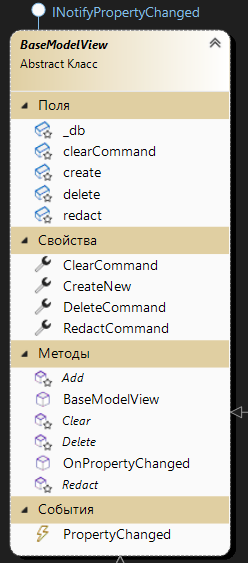 INotifyPropertyChanged
BaseModelView
Abstract Класс
Поля
_db
clearCommand
create
delete
redact
Свойства
ClearCommand
CreateNew
DeleteCommand
RedactCommand
Методы
Add
BaseModelView
Clear
Delete
OnPropertyChanged
Redact
События
PropertyChanged